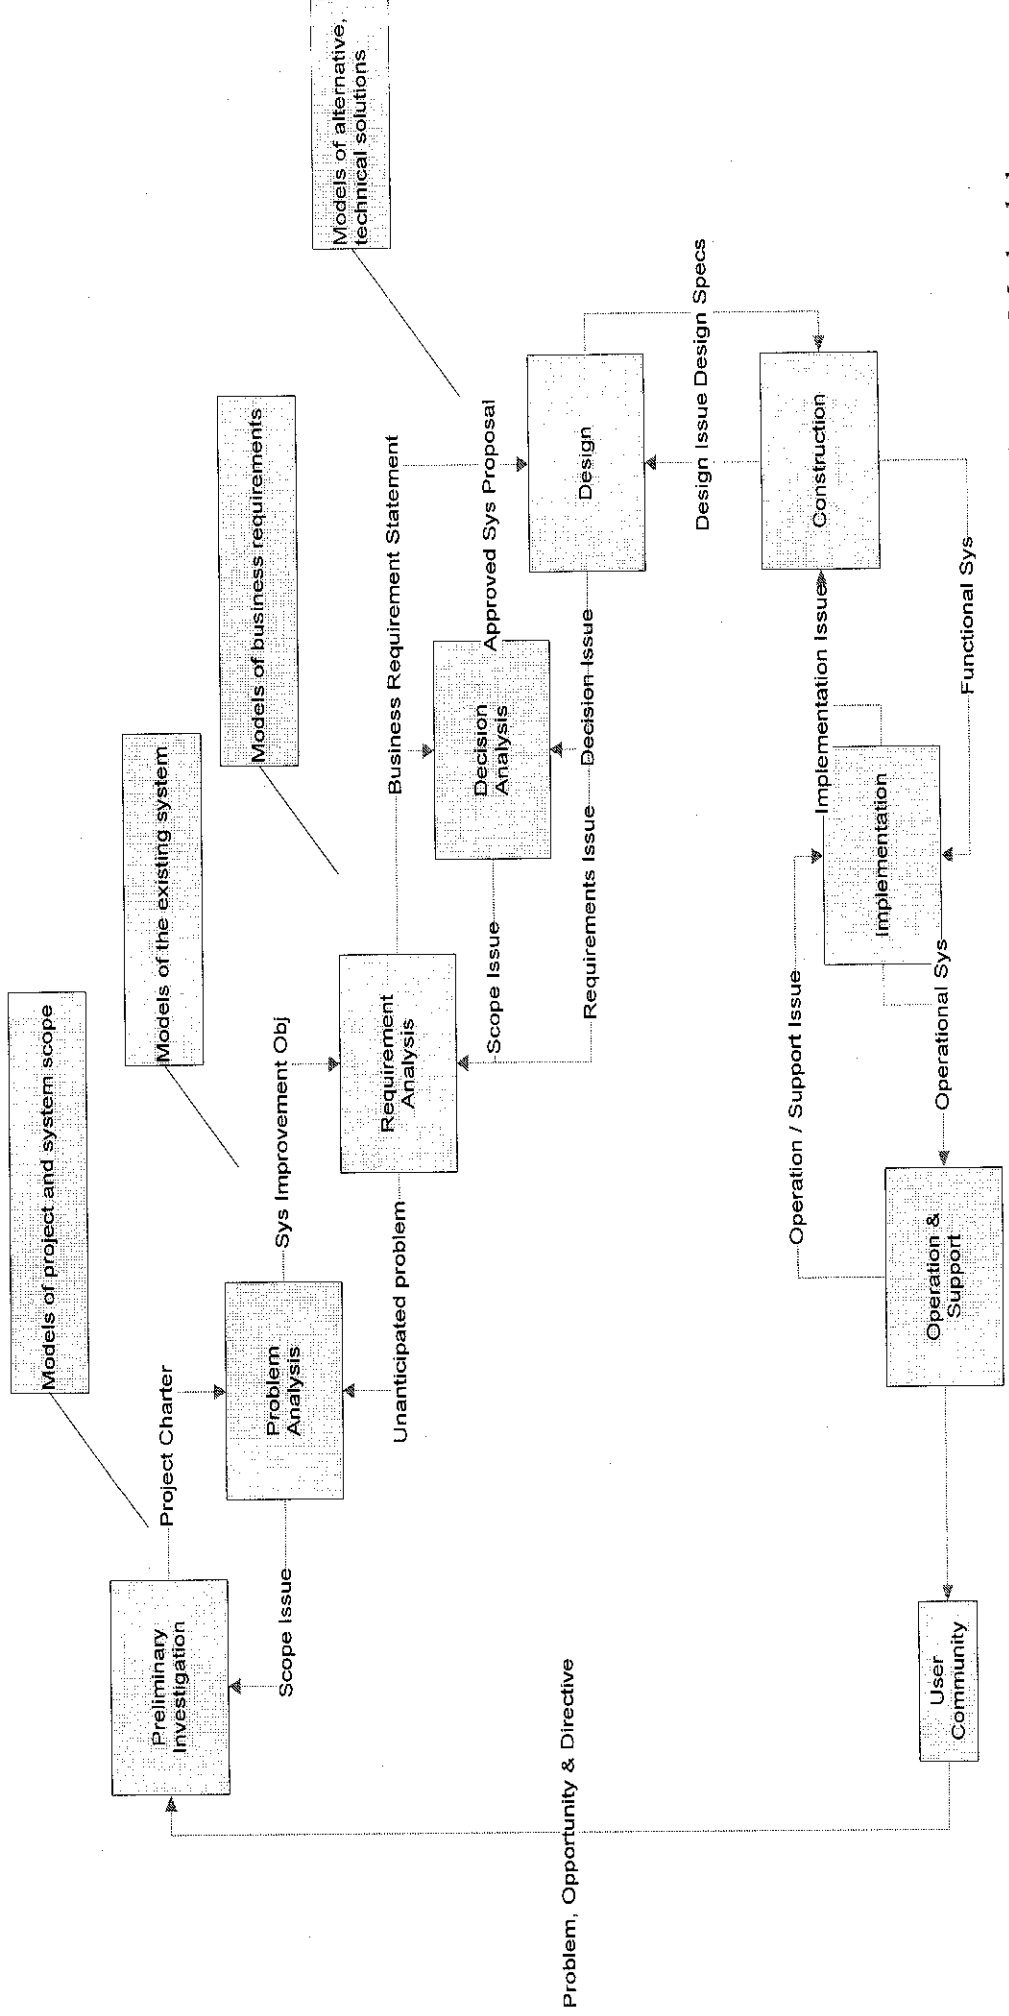 Models of project and system scope
Models of the existing system
Models of business requirements
Models of alternative,
technical solutions
Preliminary
Investigation
Project Charter
Scope Issue
Problem
Analysis
Sys Improvement Obj
Unanticipated problem
Requirement
Analysis
Business Requirement Statement
Scope Issue
Requirements Issue
Decision
Analysis
Approved Sys Proposal
Decision Issue
Design
Design Issue
Design Specs
Construction
Implementation Issue
Functional Sys
Implementation
Operation / Support Issue
Operational Sys
Operation &
Support
User
Community
Problem, Opportunity & Directive